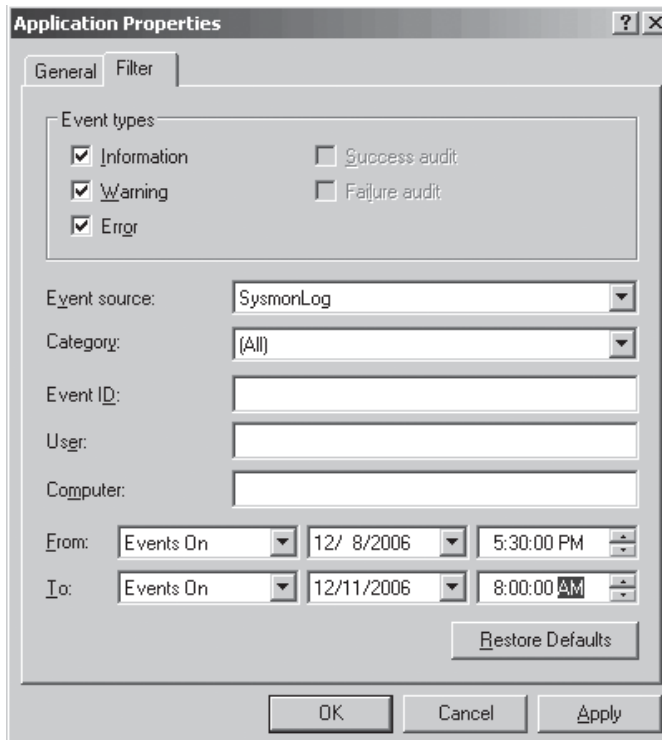 Application Properties
General Filter
Event types
Information Success audit
Warning Failure audit
Error
Event source: SysmonLog
Category: (All)
Event ID:
User:
Computer:
From: Events On 12/ 8/2006 5:30:00 PM
To: Events On 12/11/2006 8:00:00 AM
Restore Defaults
OK Cancel Apply